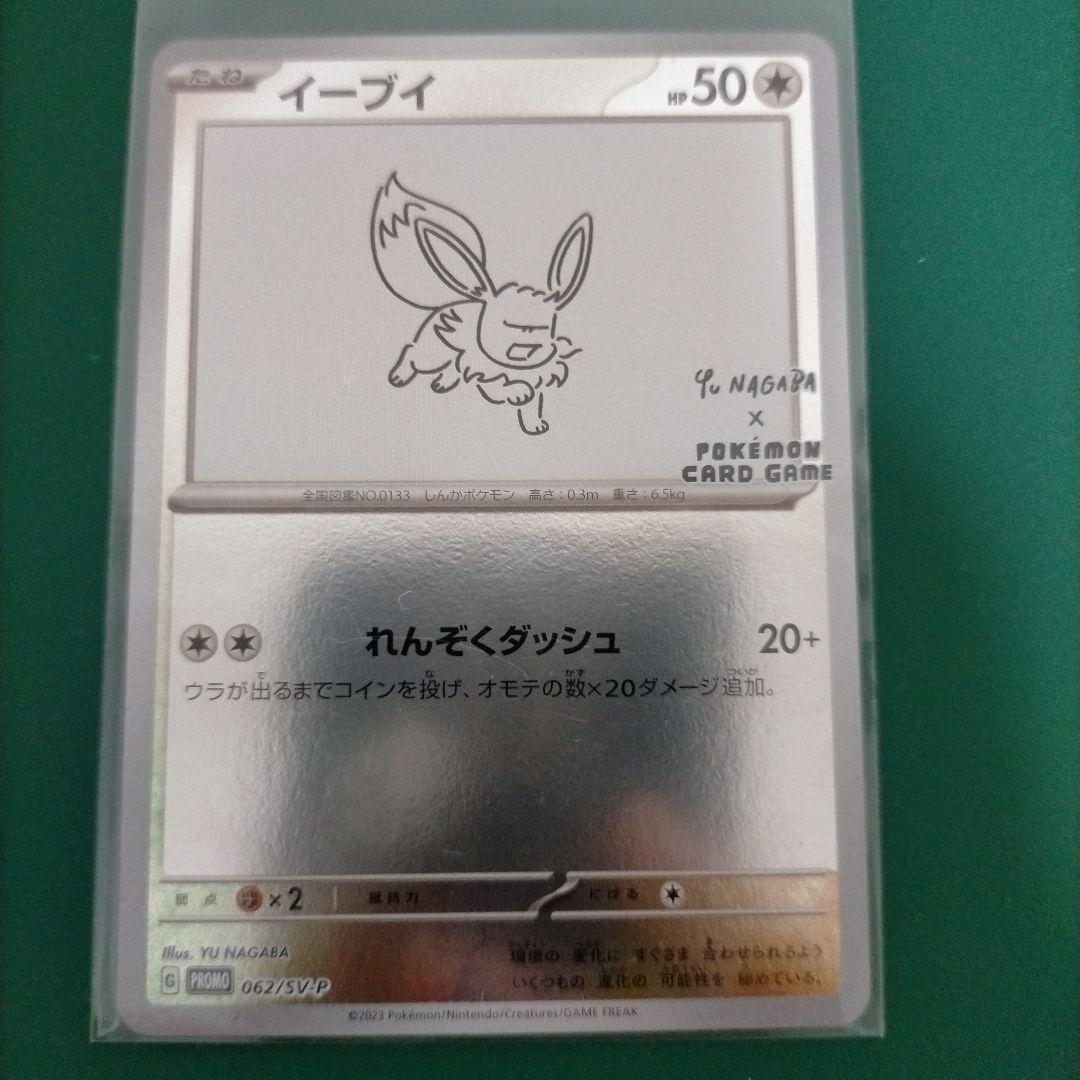 たね イーブイ HP 50
Yu NAGABA
×
POKÉMON
CARD GAME
全国図鑑NO.0133 しんかポケモン 高さ:0.3m 重さ:6.5kg
れんぞくダッシュ 20+
ウラが出るまでコインを投げ、オモテの数×20ダメージ追加。
弱点 ×2 抵抗力 にげる
Illus. YU NAGABA
環境の 変化に すぐさま 合わせられるよう
いくつもの 進化の 可能性を 秘めている。
G PROMO 062/SV-P
©2023 Pokémon/Nintendo/Creatures/GAME FREAK.